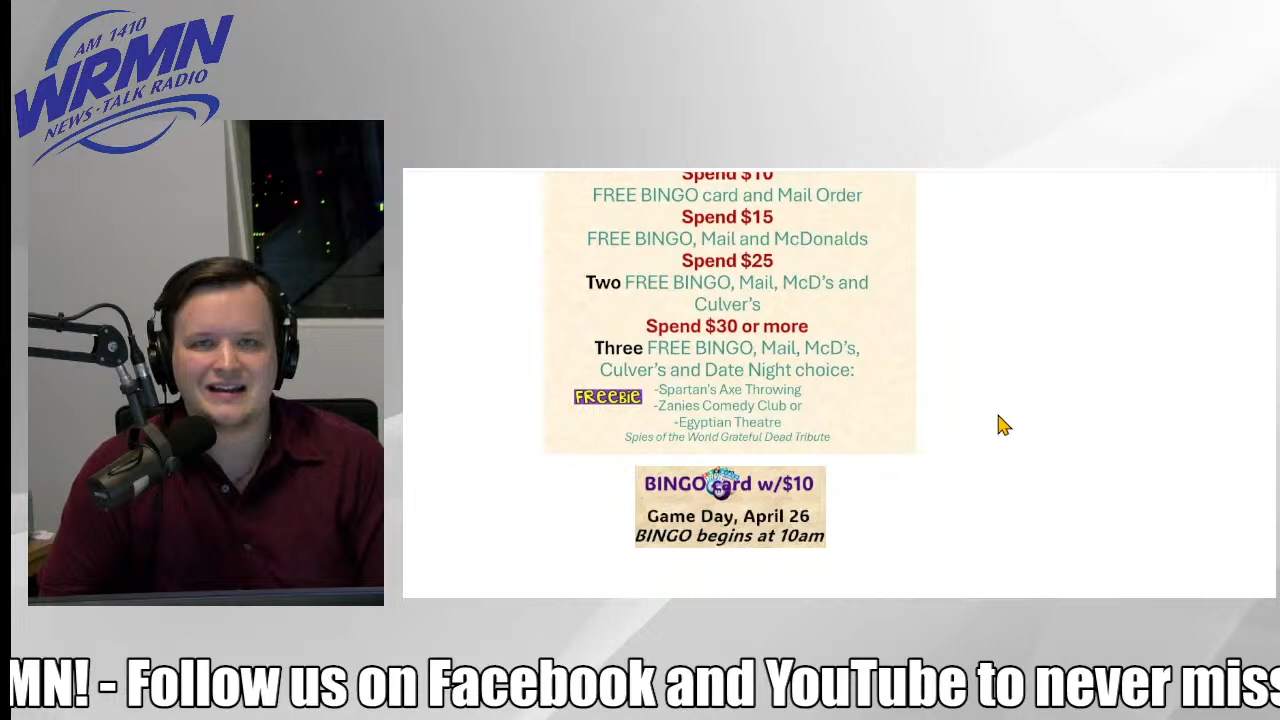 AM 1410
WRMN
NEWS·TALK RADIO
Spend $10
FREE BINGO card and Mail Order
Spend $15
FREE BINGO, Mail and McDonalds
Spend $25
Two FREE BINGO, Mail, McD's and
Culver's
Spend $30 or more
Three FREE BINGO, Mail, McD's,
Culver's and Date Night choice:
FREEBIE
-Spartan's Axe Throwing
-Zanies Comedy Club or
-Egyptian Theatre
Spies of the World Grateful Dead Tribute
BINGO card w/$10
Game Day, April 26
BINGO begins at 10am
MN! - Follow us on Facebook and YouTube to never miss